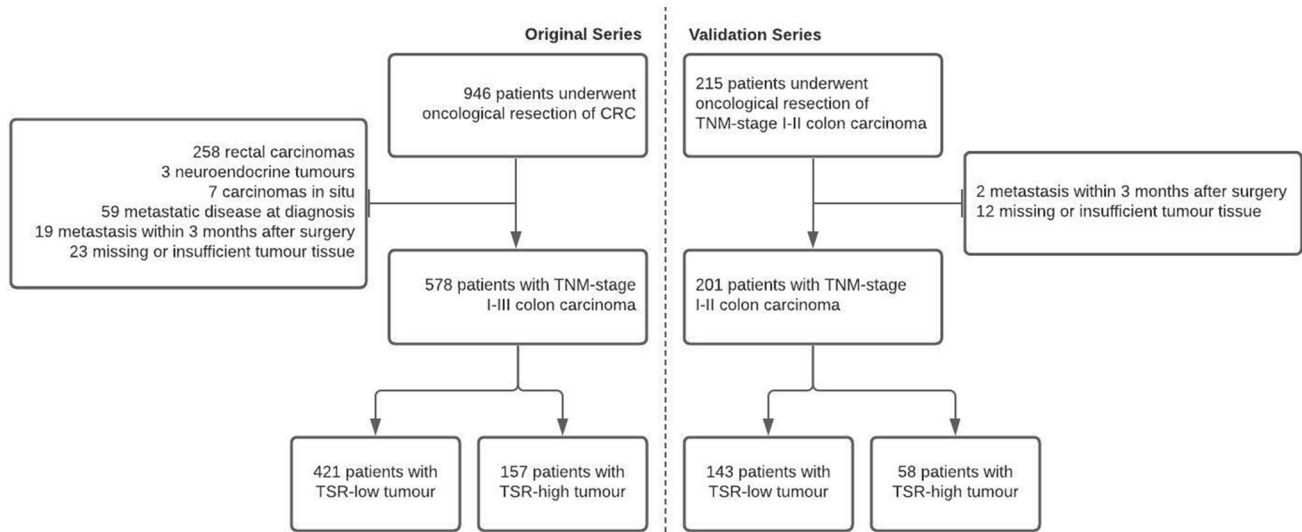 Original Series
946 patients underwent
oncological resection of CRC
258 rectal carcinomas
3 neuroendocrine tumours
7 carcinomas in situ
59 metastatic disease at diagnosis
19 metastasis within 3 months after surgery
23 missing or insufficient tumour tissue
578 patients with TNM-stage
I-III colon carcinoma
421 patients with
TSR-low tumour
157 patients with
TSR-high tumour
Validation Series
215 patients underwent
oncological resection of
TNM-stage I-II colon carcinoma
2 metastasis within 3 months after surgery
12 missing or insufficient tumour tissue
201 patients with TNM-stage
I-II colon carcinoma
143 patients with
TSR-low tumour
58 patients with
TSR-high tumour